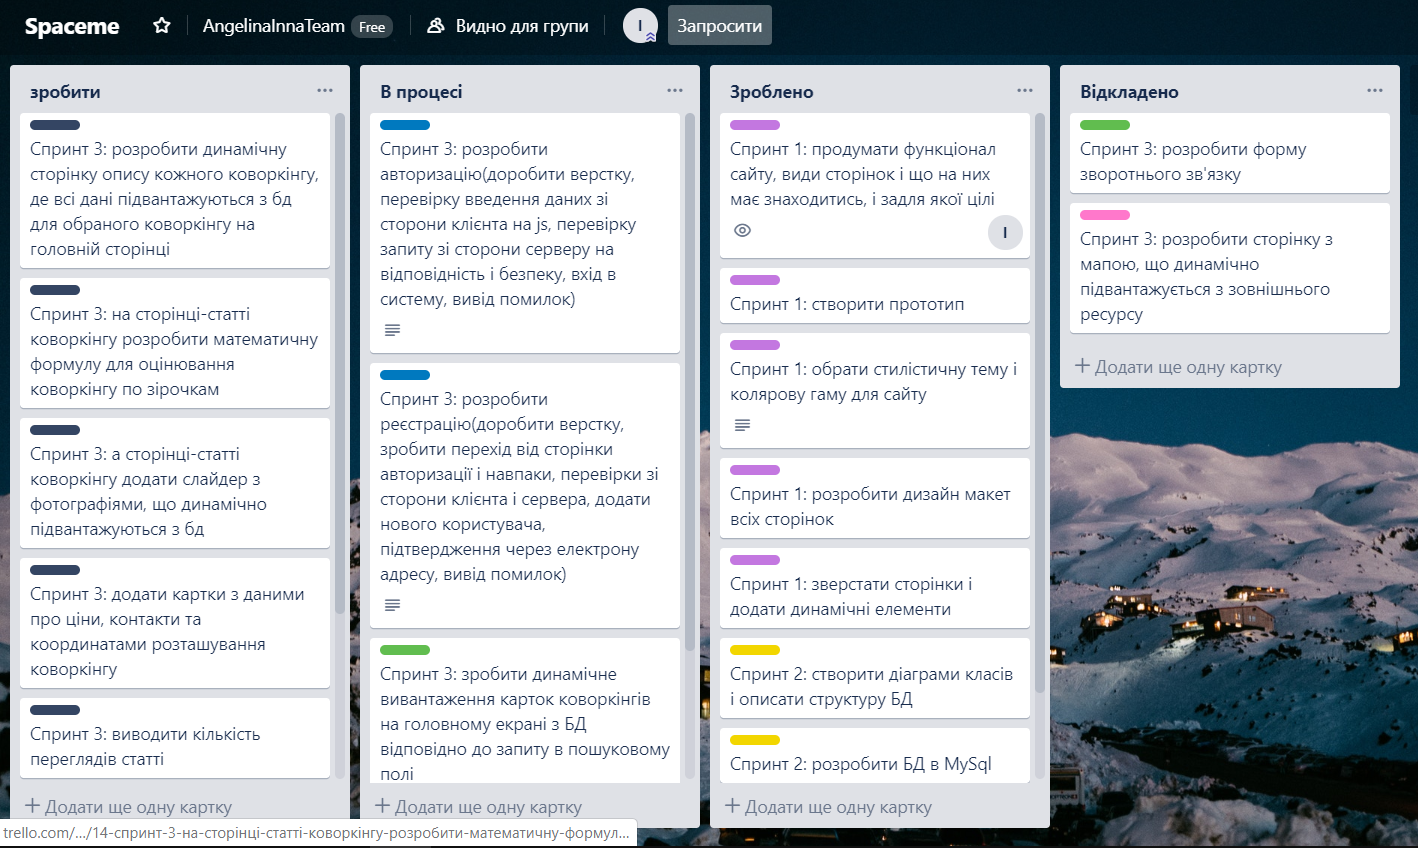 Spaceme
AngelinaInnaTeam
Free
Видно для групи
I
Запросити
зробити
Спринт 3: розробити динамічну
сторінку опису кожного коворкінгу,
де всі дані підвантажуються з бд
для обраного коворкінгу на
головній сторінці
Спринт 3: на сторінці-статті
коворкінгу розробити математичну
формулу для оцінювання
коворкінгу по зірочкам
Спринт 3: а сторінці-статті
коворкінгу додати слайдер з
фотографіями, що динамічно
підвантажуються з бд
Спринт 3: додати картки з даними
про ціни, контакти та
координатами розташування
коворкінгу
Спринт 3: виводити кількість
переглядів статті
Додати ще одну картку
В процесі
Спринт 3: розробити
авторизацію(доробити верстку,
перевірку введення даних зі
сторони клієнта на js, перевірку
запиту зі сторони серверу на
відповідність і безпеку, вхід в
систему, вивід помилок)
Спринт 3: розробити
реєстрацію(доробити верстку,
зробити перехід від сторінки
авторизації і навпаки, перевірки зі
сторони клієнта і сервера, додати
нового користувача,
підтвердження через електрону
адресу, вивід помилок)
Спринт 3: зробити динамічне
вивантаження карток коворкінгів
на головному екрані з БД
відповідно до запиту в пошуковому
полі
Додати ще одну картку
Зроблено
Спринт 1: продумати функціонал
сайту, види сторінок і що на них
має знаходитись, і задля якої цілі
I
Спринт 1: створити прототип
Спринт 1: обрати стилістичну тему і
колярову гаму для сайту
Спринт 1: розробити дизайн макет
всіх сторінок
Спринт 1: зверстати сторінки і
додати динамічні елементи
Спринт 2: створити діаграми класів
і описати структуру БД
Спринт 2: розробити БД в MySql
Додати ще одну картку
Відкладено
Спринт 3: розробити форму
зворотнього зв'язку
Спринт 3: розробити сторінку з
мапою, що динамічно
підвантажується з зовнішнього
ресурсу
Додати ще одну картку
trello.com/.../14-спринт-3-на-сторінці-статті-коворкінгу-розробити-математичну-формул...